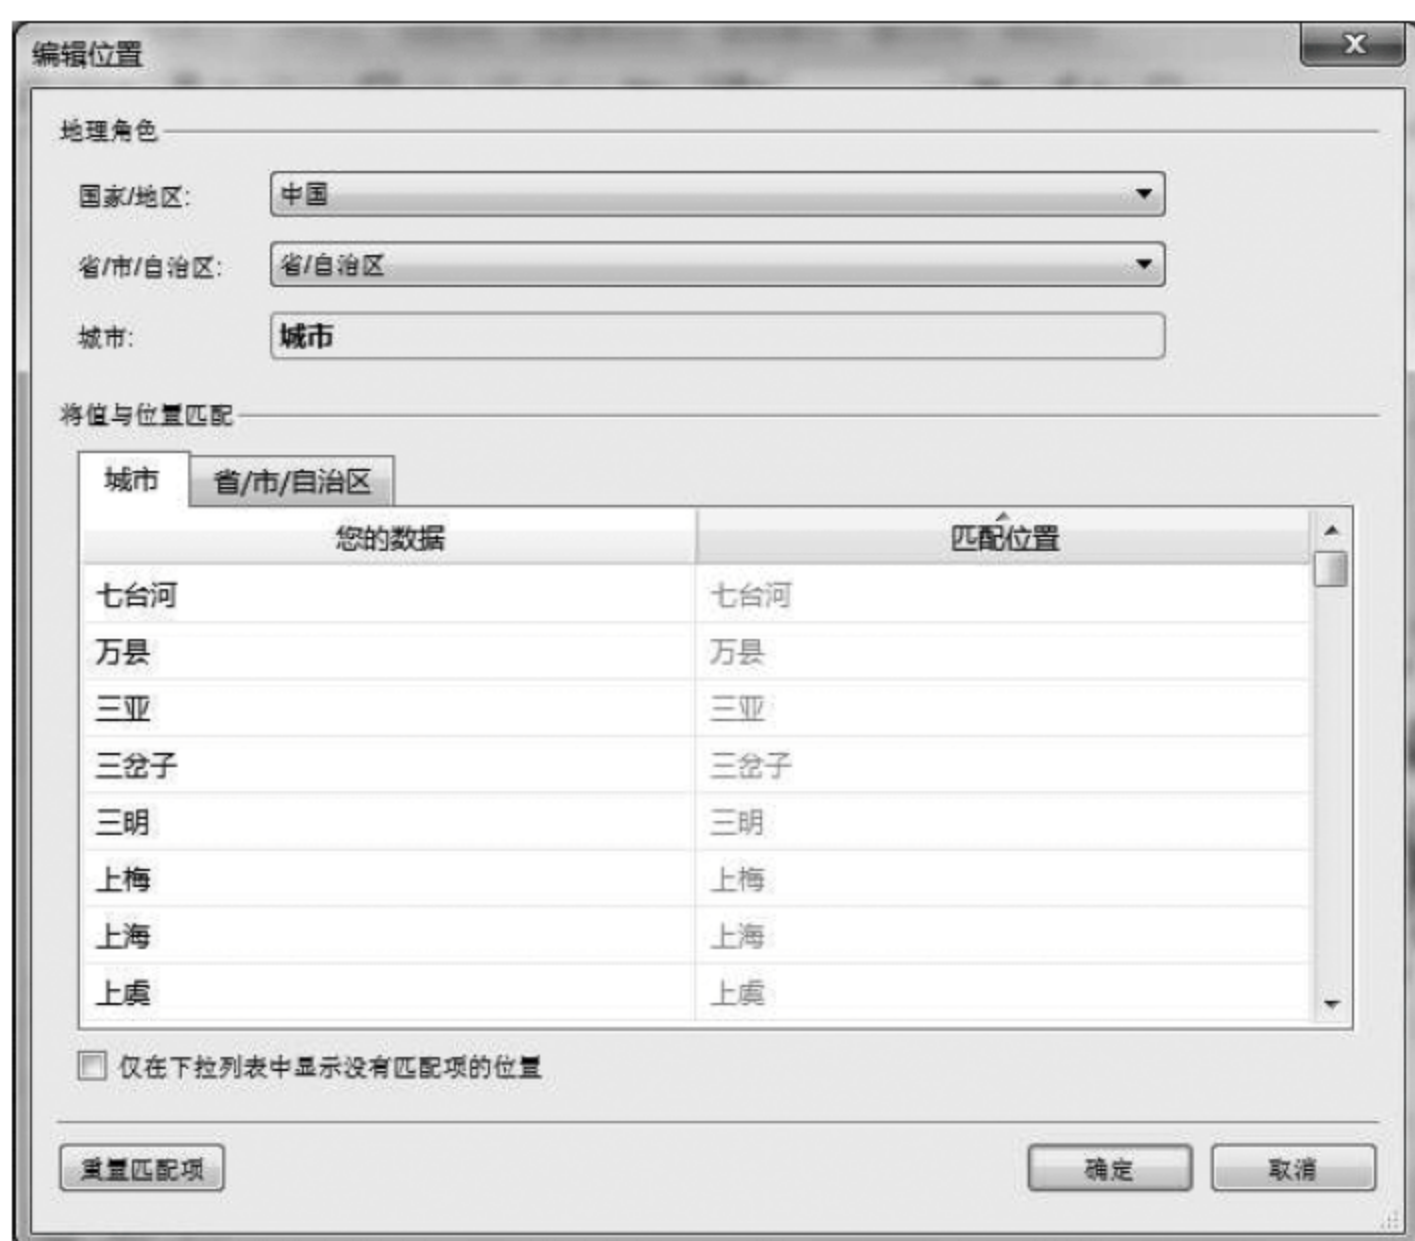 编辑位置
地理角色
国家/地区: 中国
省/市/自治区: 省/自治区
城市: 城市
将值与位置匹配
城市 省/市/自治区
您的数据 匹配位置
七台河 七台河
万县 万县
三亚 三亚
三岔子 三岔子
三明 三明
上梅 上梅
上海 上海
上虞 上虞
仅在下拉列表中显示没有匹配项的位置
重置匹配项 确定 取消